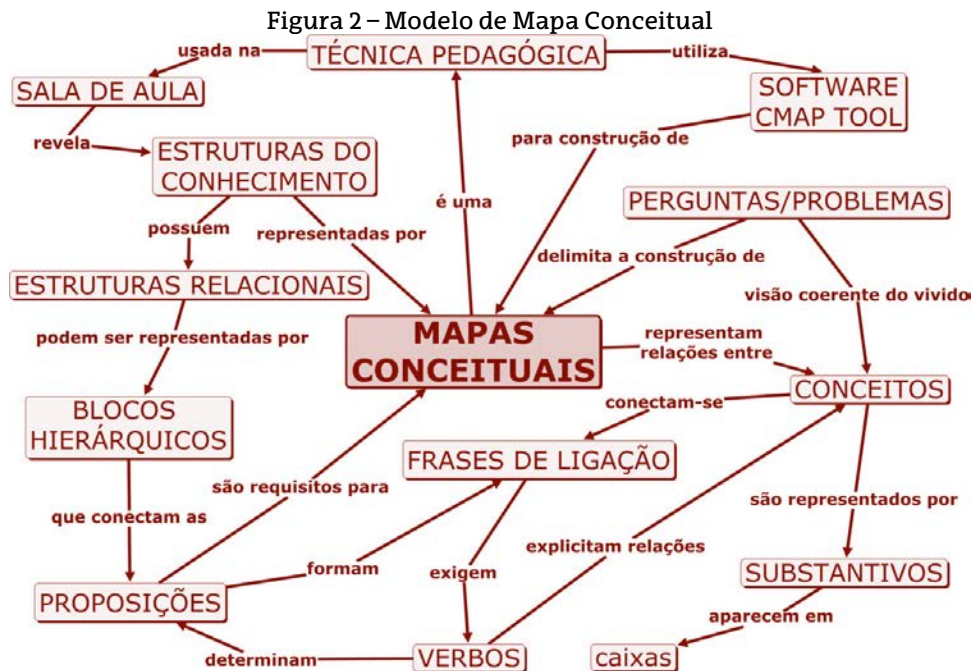 Figura 2 – Modelo de Mapa Conceitual
usada na
TÉCNICA PEDAGÓGICA
utiliza
SALA DE AULA
SOFTWARE
CMAP TOOL
revela
ESTRUTURAS DO
CONHECIMENTO
para construção de
é uma
PERGUNTAS/PROBLEMAS
possuem
representadas por
delimita a construção de
ESTRUTURAS RELACIONAIS
visão coerente do vivido
podem ser representadas por
MAPAS
CONCEITUAIS
representam
relações entre
BLOCOS
HIERÁRQUICOS
conectam-se
CONCEITOS
FRASES DE LIGAÇÃO
são requisitos para
são representados por
que conectam as
formam
exigem
explicitam relações
PROPOSIÇÕES
SUBSTANTIVOS
aparecem em
determinam
VERBOS
caixas